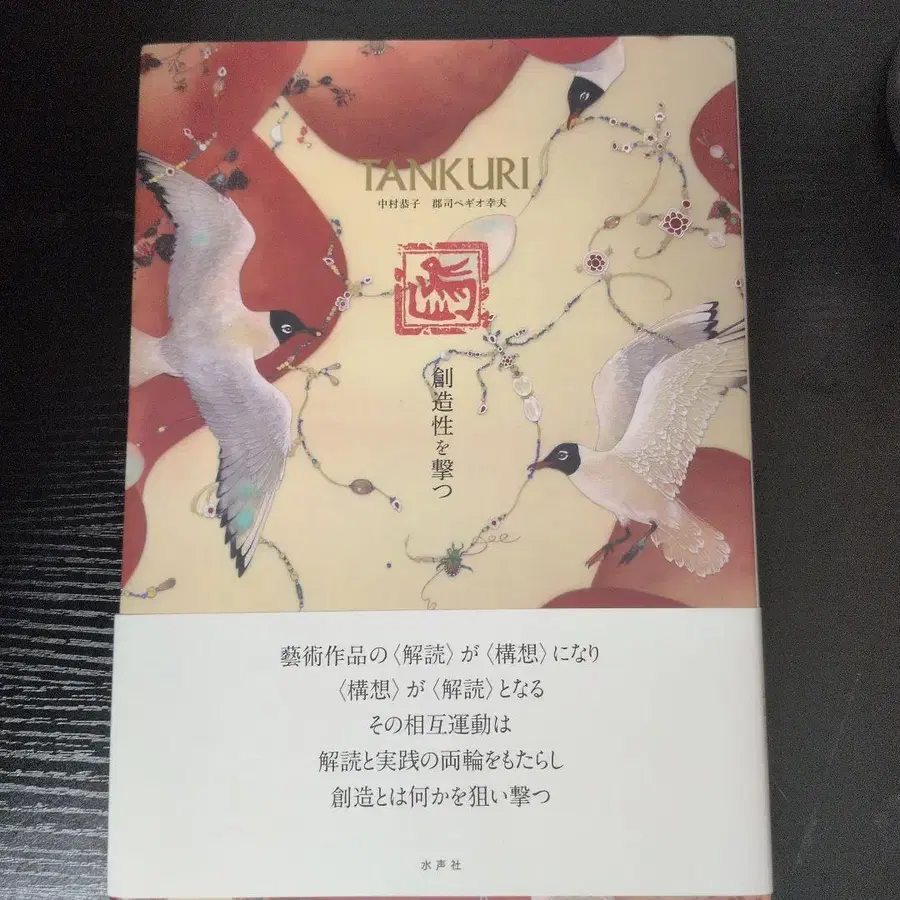 TANKURI
中村恭子 郡司ペギオ幸夫
創造性を撃つ
藝術作品の〈解読〉が〈構想〉になり
〈構想〉が〈解読〉となる
その相互運動は
解読と実践の両輪をもたらし
創造とは何かを狙い撃つ
水声社